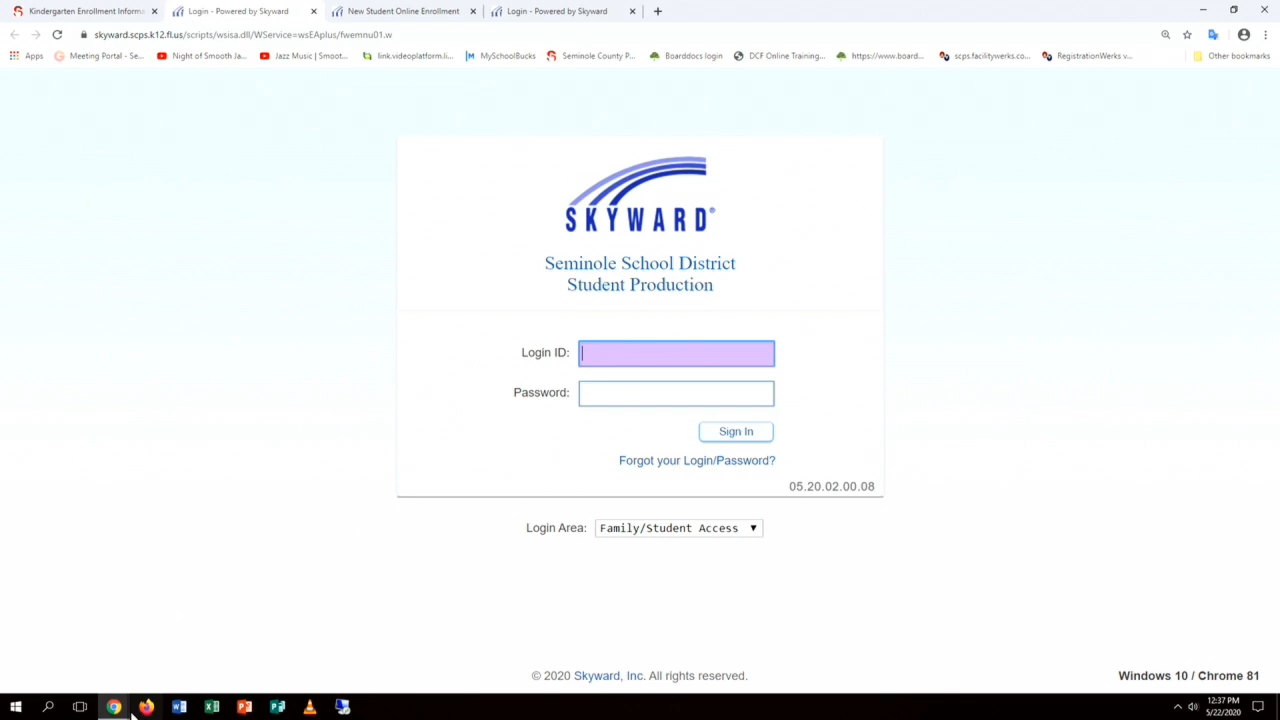 Kindergarten Enrollment Informa
Login - Powered by Skyward
New Student Online Enrollment
Login - Powered by Skyward
skyward.scps.k12.fl.us/scripts/wsisa.dll/WService=wsEAplus/fwemnu01.w
Apps
Meeting Portal - Se...
Night of Smooth Ja...
Jazz Music | Smoot...
link.videoplatform.li...
MySchoolBucks
Seminole County P...
Boarddocs login
DCF Online Training...
https://www.board...
scps.facilitywerks.co...
RegistrationWerks v...
Other bookmarks
SKYWARD®
Seminole School District
Student Production
Login ID:
Password:
Sign In
Forgot your Login/Password?
05.20.02.00.08
Login Area: Family/Student Access
© 2020 Skyward, Inc. All rights reserved.
Windows 10 / Chrome 81
12:37 PM
5/22/2020